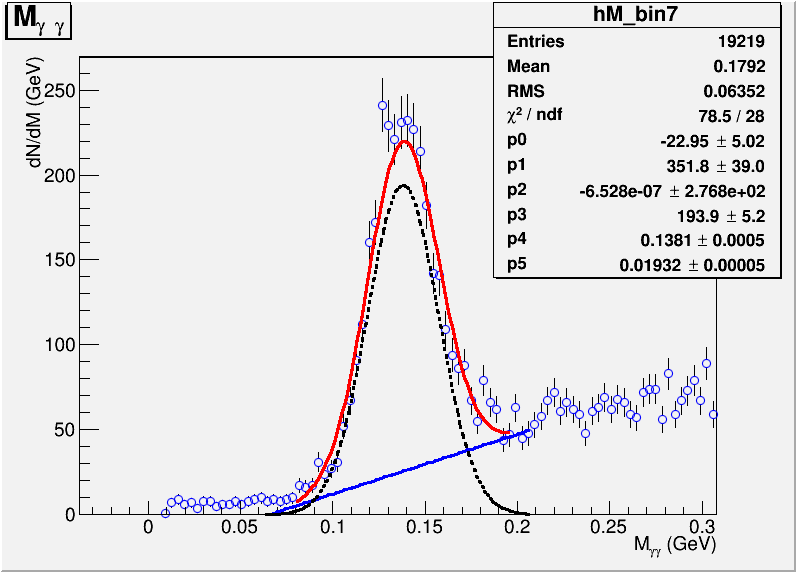 Mγ γ
hM_bin7
Entries 19219
Mean 0.1792
RMS 0.06352
χ² / ndf 78.5 / 28
p0 -22.95 ± 5.02
p1 351.8 ± 39.0
p2 -6.528e-07 ± 2.768e+02
p3 193.9 ± 5.2
p4 0.1381 ± 0.0005
p5 0.01932 ± 0.00005
dN/dM (GeV)
250
200
150
100
50
0
0 0.05 0.1 0.15 0.2 0.25 0.3
Mγγ (GeV)